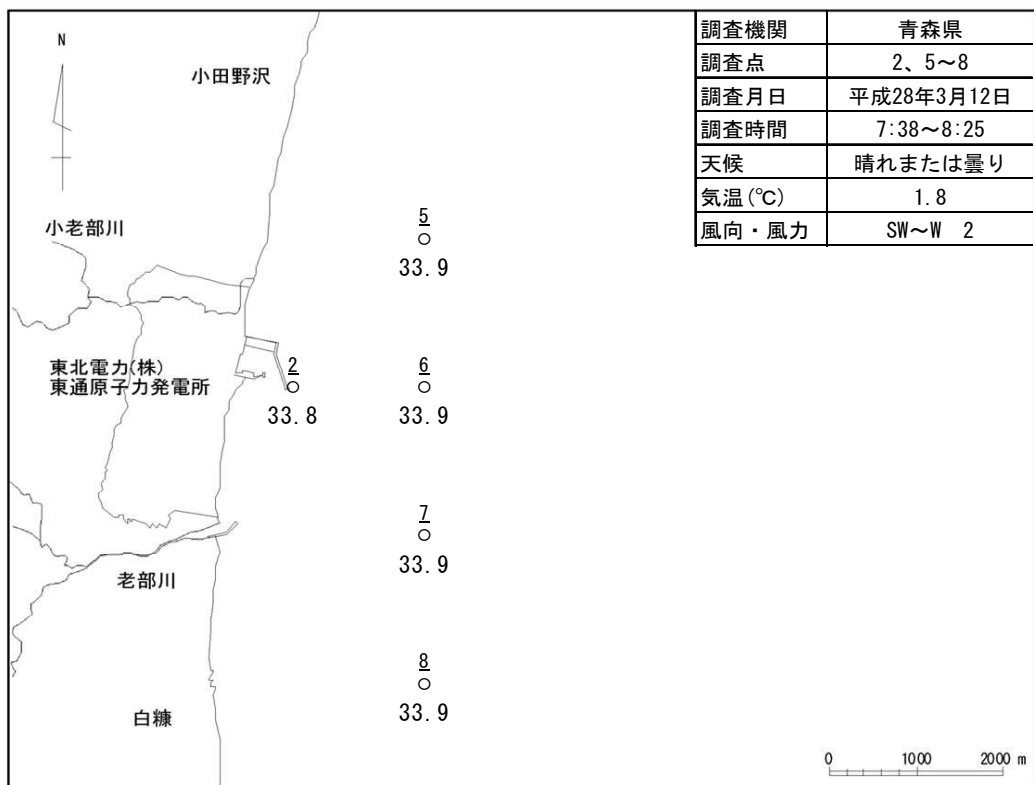 N
小田野沢
小老部川
東北電力(株)
東通原子力発電所
老部川
白糠
調査機関 青森県
調査点 2、5～8
調査月日 平成28年3月12日
調査時間 7:38～8:25
天候 晴れまたは曇り
気温(℃) 1.8
風向・風力 SW～W 2
5
33.9
2
33.8
6
33.9
7
33.9
8
33.9
0 1000 2000 m